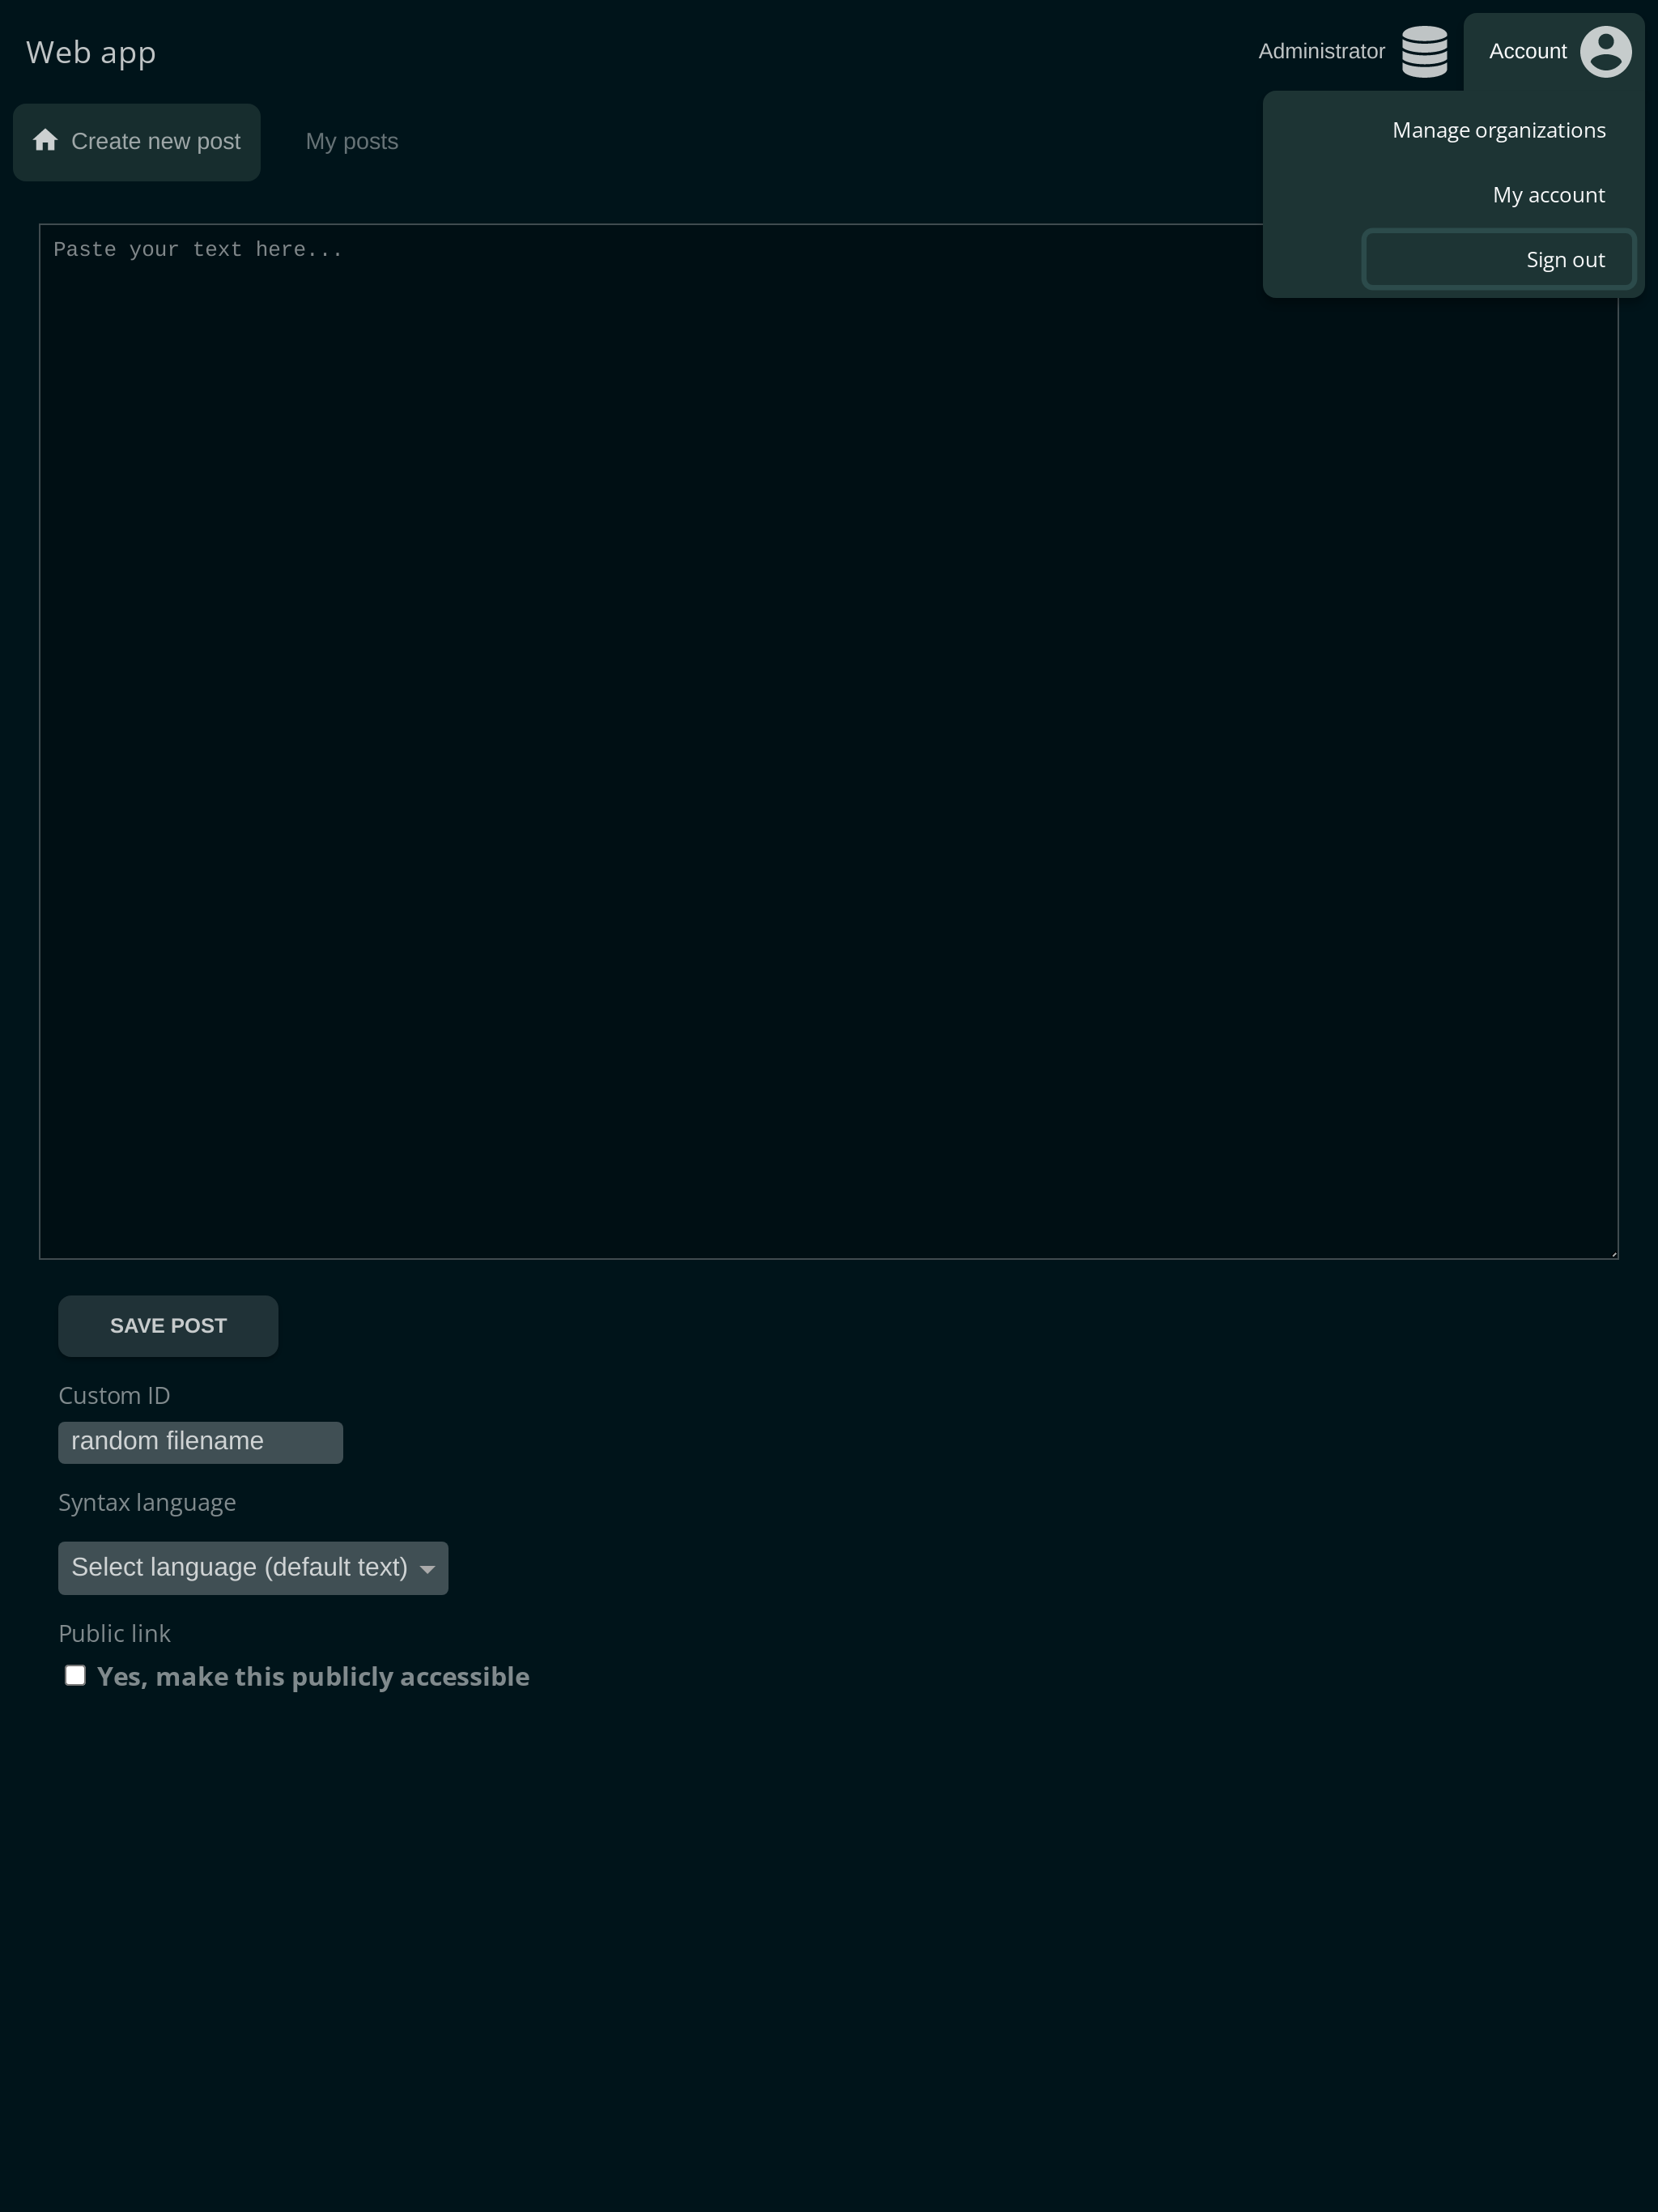 Web app
Administrator
Account
Create new post
My posts
Manage organizations
My account
Sign out
Paste your text here...
SAVE POST
Custom ID
random filename
Syntax language
Select language (default text)
Public link
Yes, make this publicly accessible